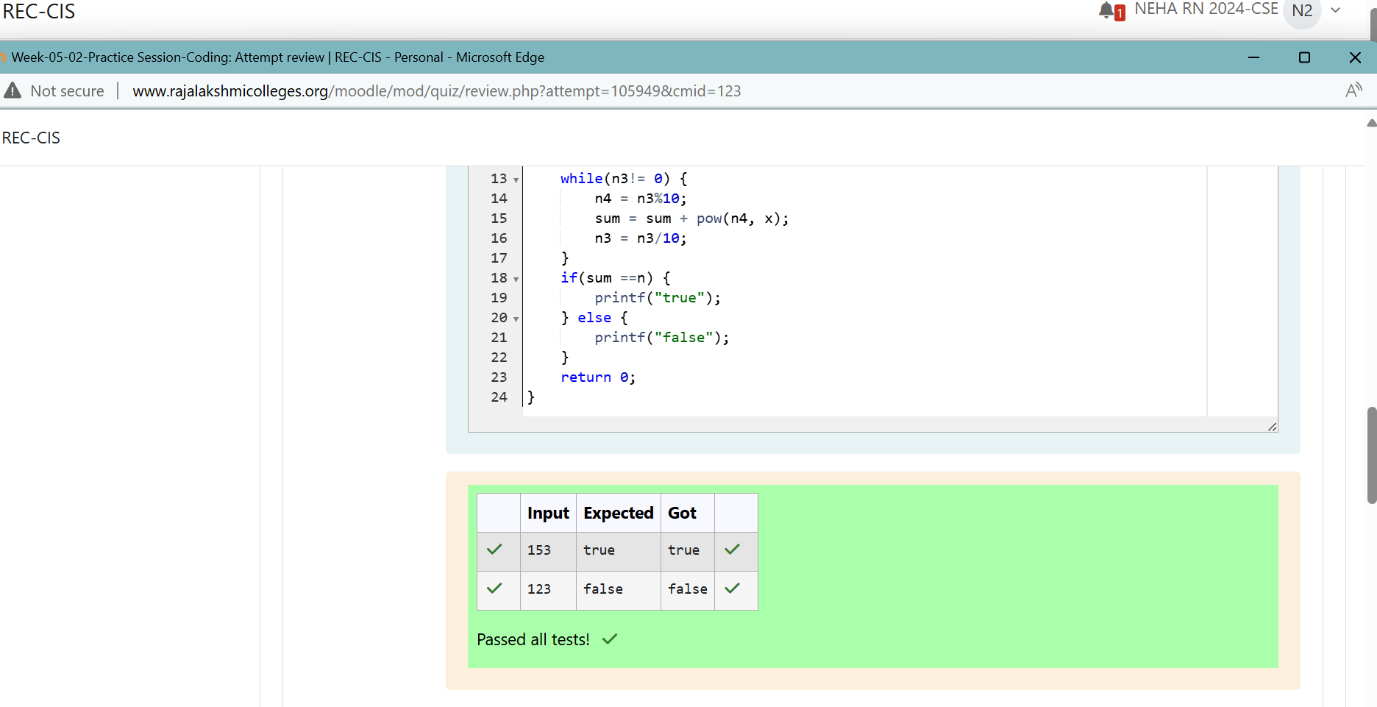 REC-CIS
1 NEHA RN 2024-CSE N2
Week-05-02-Practice Session-Coding: Attempt review | REC-CIS - Personal - Microsoft Edge
Not secure | www.rajalakshmicolleges.org/moodle/mod/quiz/review.php?attempt=105949&cmid=123
REC-CIS
13 while(n3!= 0) {
14 n4 = n3%10;
15 sum = sum + pow(n4, x);
16 n3 = n3/10;
17 }
18 if(sum ==n) {
19 printf("true");
20 } else {
21 printf("false");
22 }
23 return 0;
24 }
Input Expected Got
153 true true
123 false false
Passed all tests!